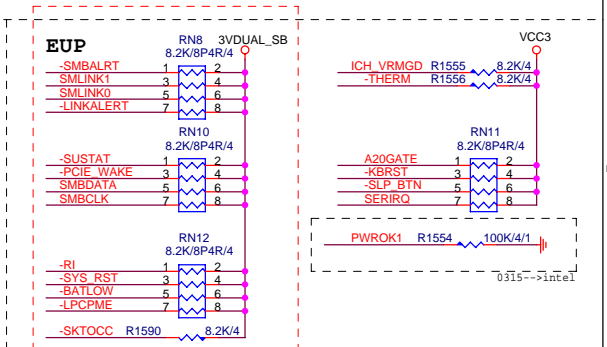 EUP
RN8
8.2K/8P4R/4
3VDUAL_SB
-SMBALRT 1 2
SMLINK1 3 4
SMLINK0 5 6
-LINKALERT 7 8
RN10
8.2K/8P4R/4
-SUSTAT 1 2
-PCIE_WAKE 3 4
SMBDATA 5 6
SMBCLK 7 8
RN12
8.2K/8P4R/4
-RI 1 2
-SYS_RST 3 4
-BATLOW 5 6
-LPCPME 7 8
-SKTOCC R1590 8.2K/4
VCC3
ICH_VRMGD R1555 8.2K/4
-THERM R1556 8.2K/4
RN11
8.2K/8P4R/4
A20GATE 1 2
-KBRST 3 4
-SLP_BTN 5 6
SERIRQ 7 8
PWROK1 R1554 100K/4/1
0315-->intel